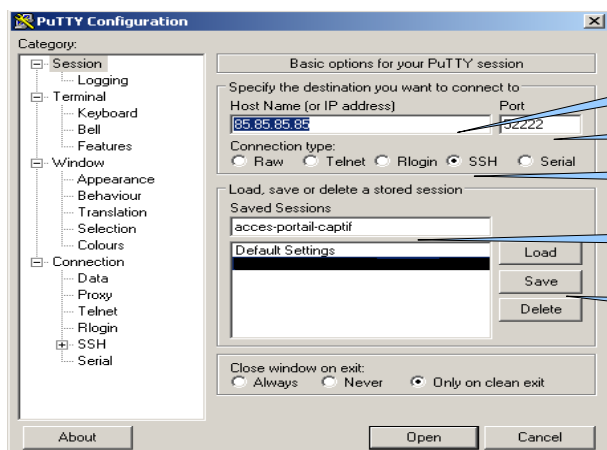 PuTTY Configuration
Category:
Session
Logging
Terminal
Keyboard
Bell
Features
Window
Appearance
Behaviour
Translation
Selection
Colours
Connection
Data
Proxy
Telnet
Rlogin
SSH
Serial
Basic options for your PuTTY session
Specify the destination you want to connect to
Host Name (or IP address) Port
85.85.85.85 52222
Connection type:
Raw Telnet Rlogin SSH Serial
Load, save or delete a stored session
Saved Sessions
acces-portail-captif
Default Settings
Load
Save
Delete
Close window on exit:
Always Never Only on clean exit
About Open Cancel